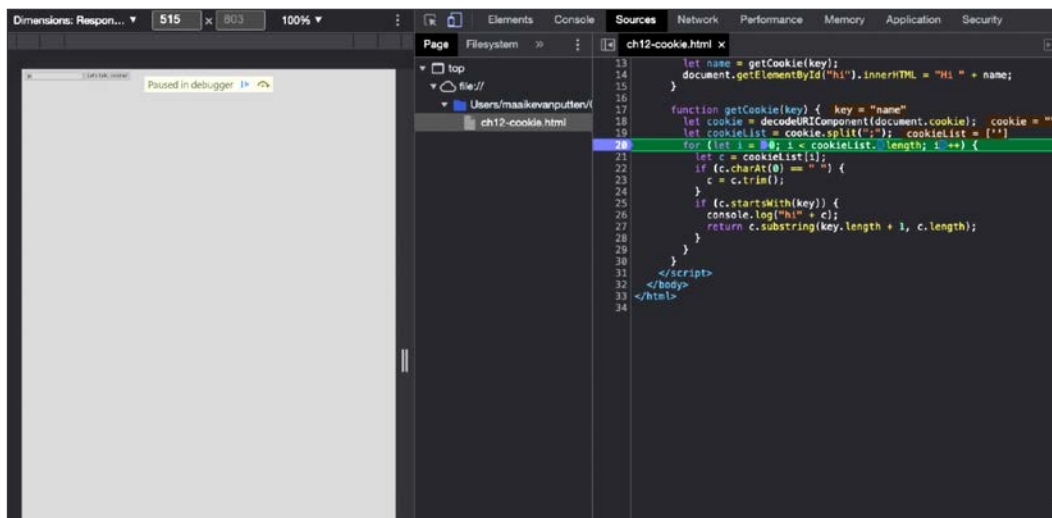 Dimensions: Respon... ▼ 515 × 803 100% ▼
Elements Console Sources Network Performance Memory Application Security
Page Filesystem »
ch12-cookie.html ×
Let's talk, cookie!
Paused in debugger
top
file://
Users/maaikevanputten/
ch12-cookie.html
13 let name = getCookie(key);
14 document.getElementById("hi").innerHTML = "Hi " + name;
15 }
16
17 function getCookie(key) { key = "name"
18 let cookie = decodeURIComponent(document.cookie); cookie = "
19 let cookieList = cookie.split(";"); cookieList = ['']
20 for (let i = 0; i < cookieList.length; i++) {
21 let c = cookieList[i];
22 if (c.charAt(0) == " ") {
23 c = c.trim();
24 }
25 if (c.startsWith(key)) {
26 console.log("hi" + c);
27 return c.substring(key.length + 1, c.length);
28 }
29 }
30 }
31 </script>
32 </body>
33 </html>
34